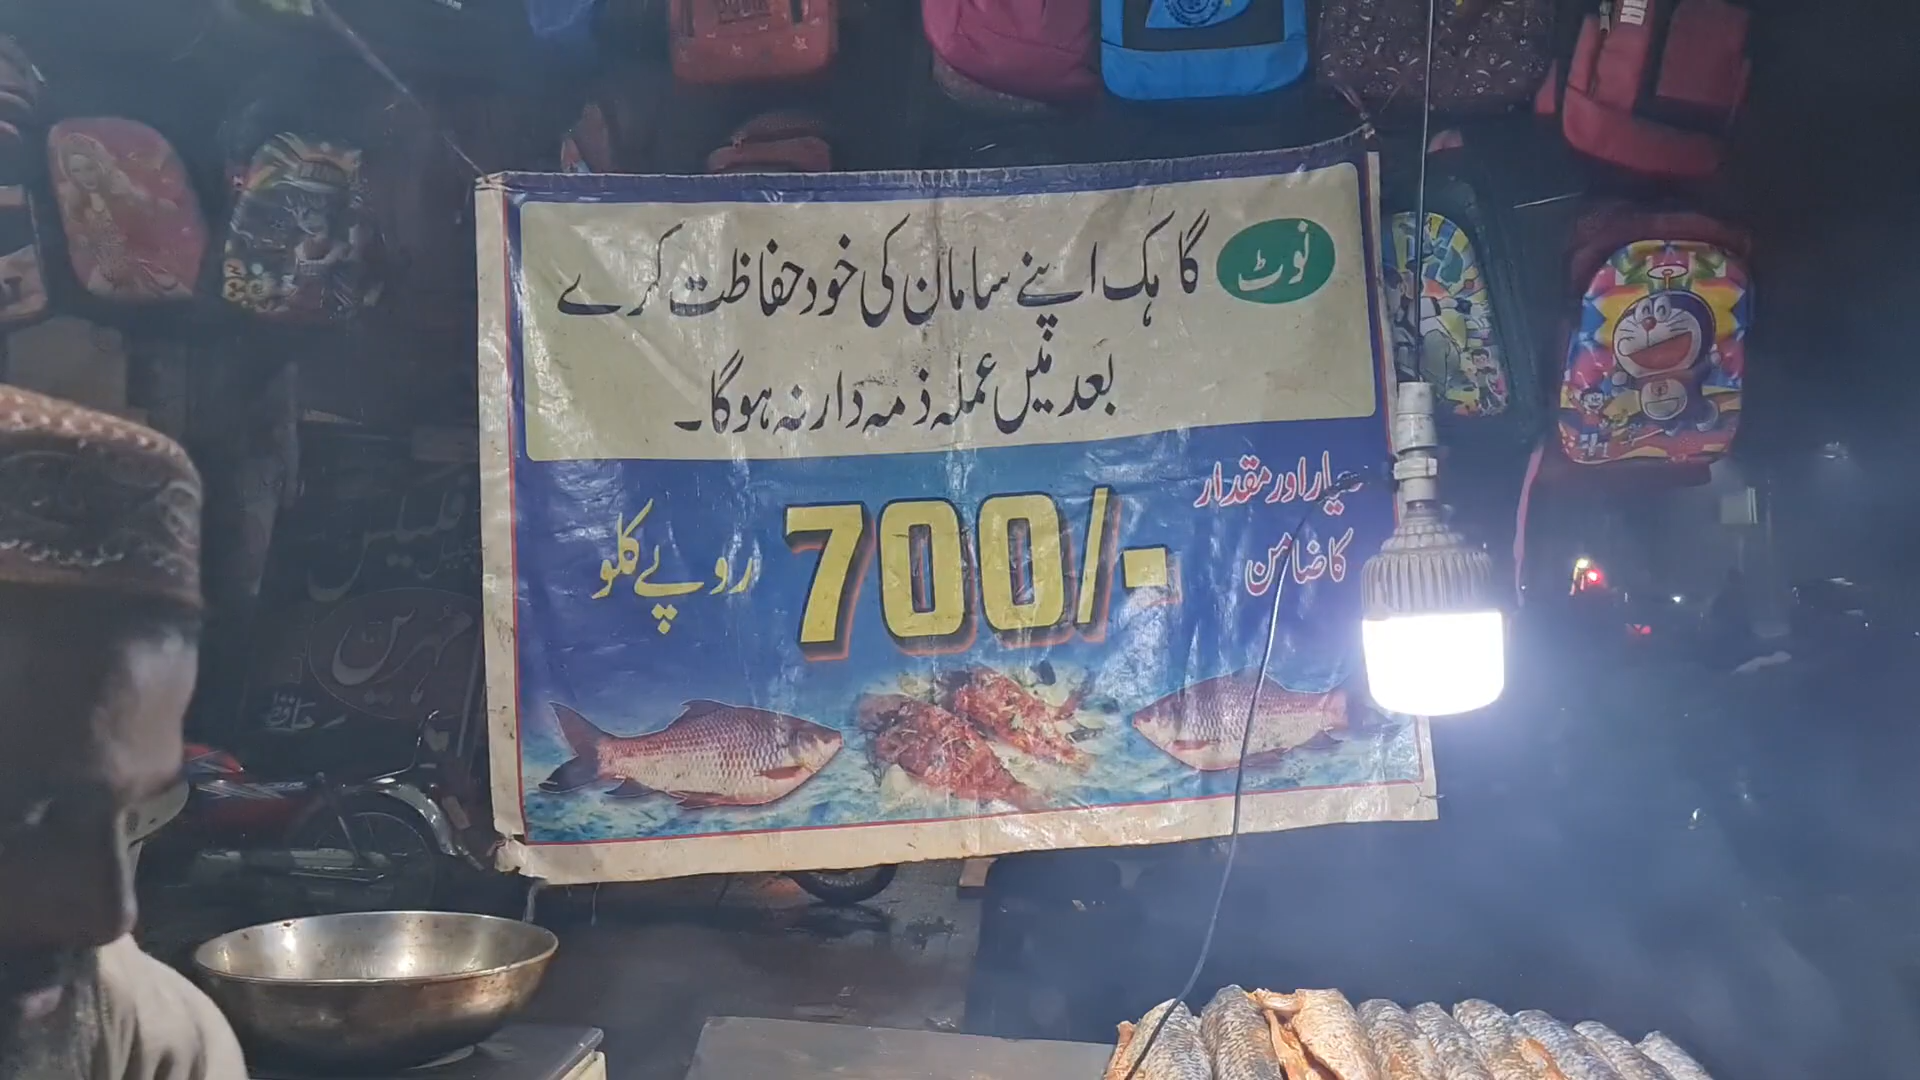 نوٹ گاہک اپنے سامان کی خود حفاظت کرے
بعد میں عملہ ذمہ دار نہ ہوگا۔
معیار اور مقدار
کا ضامن
700/- روپے کلو
مہرین